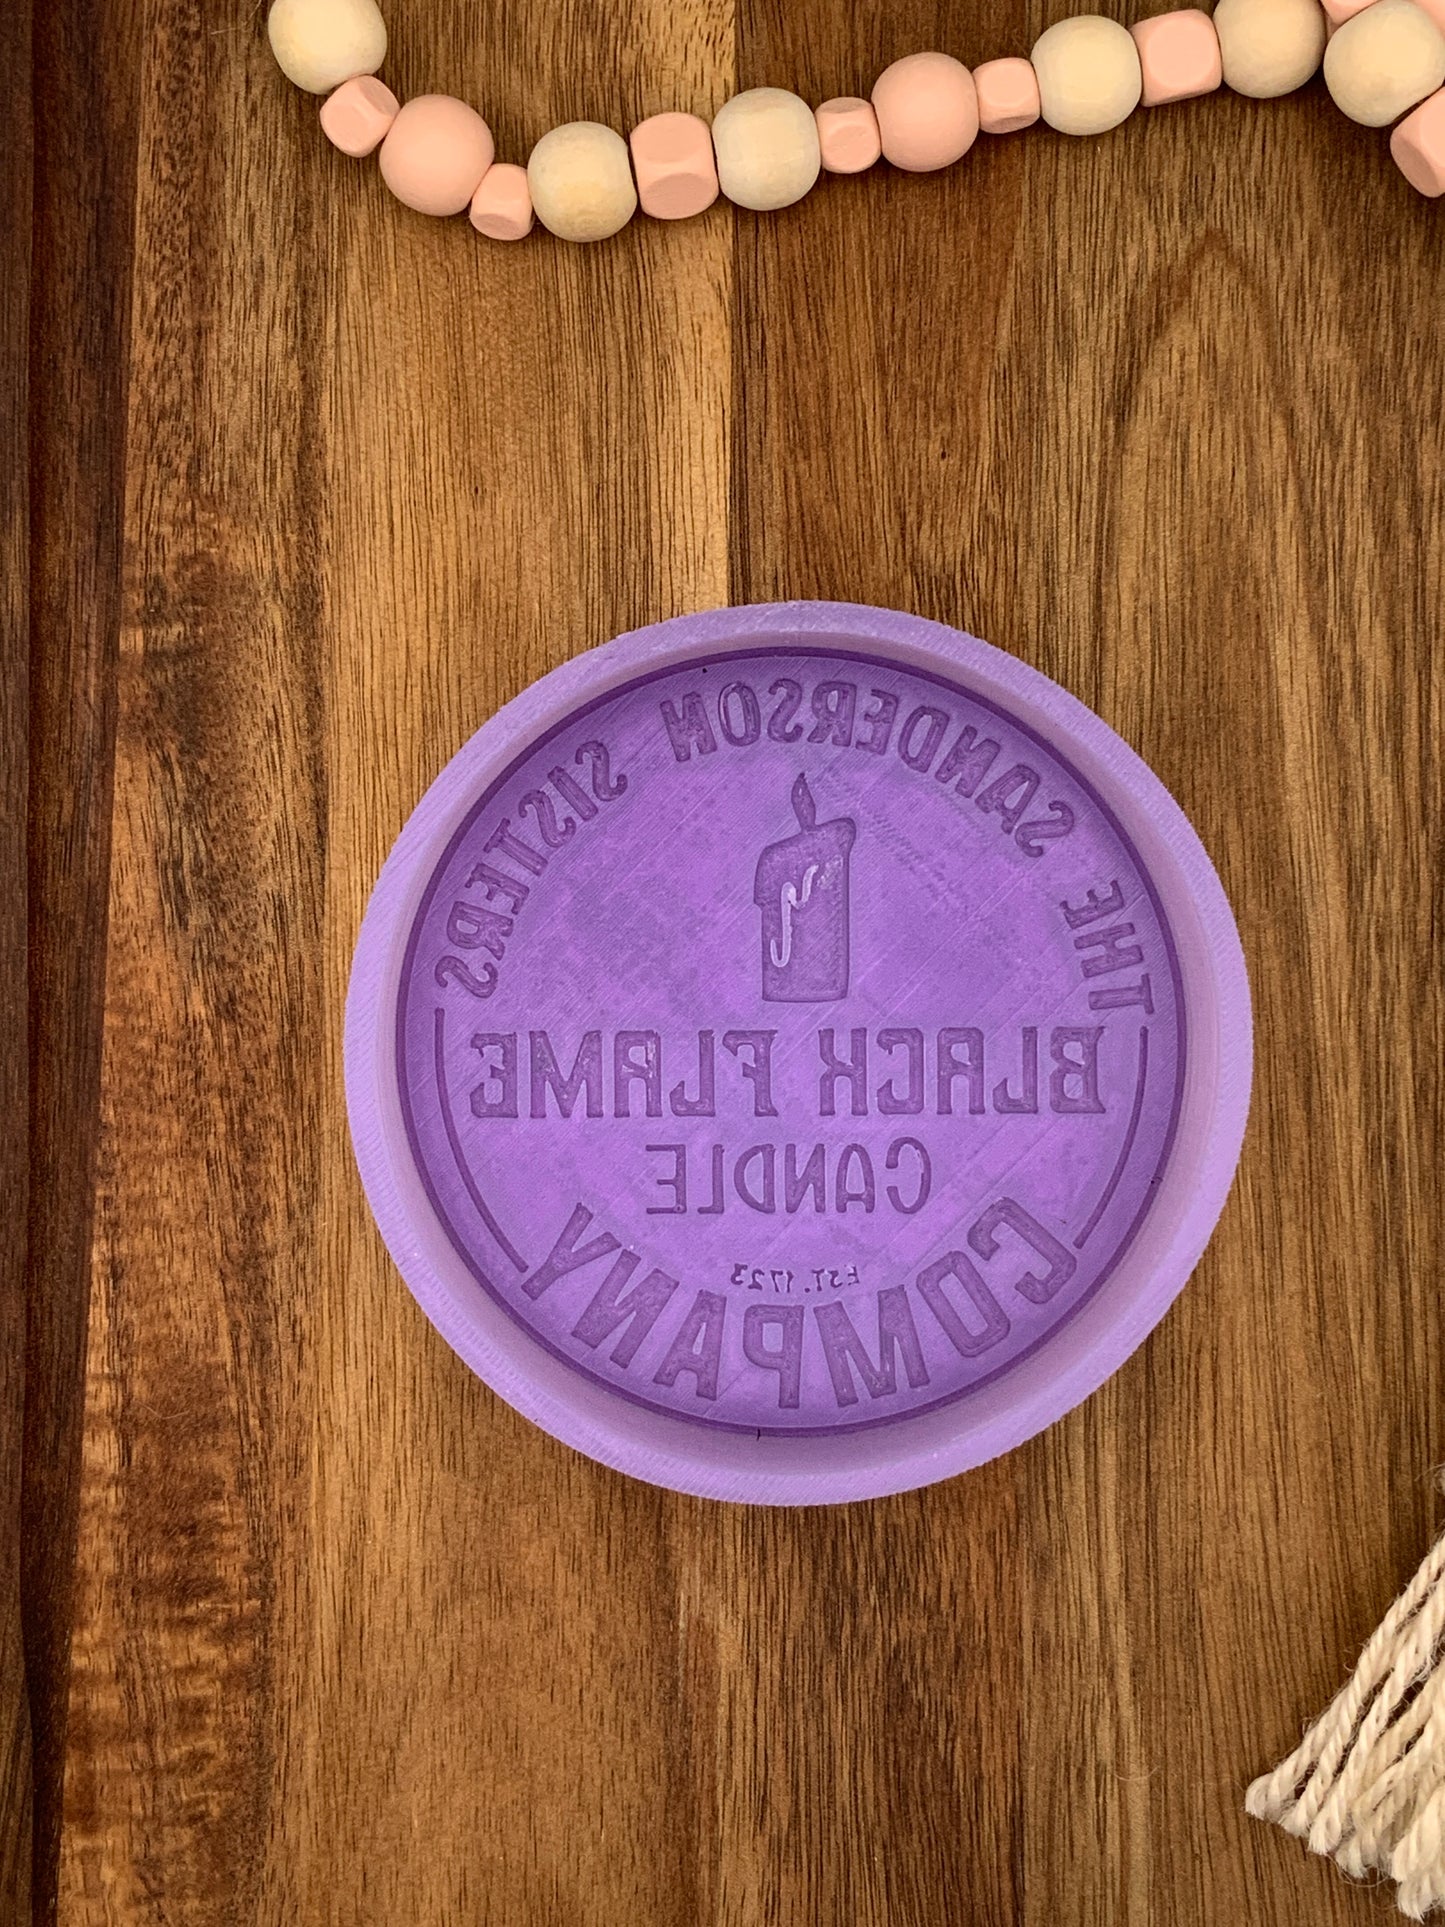 THE SANDERSON SISTERS
BLACK FLAME
CANDLE
EST. 1723
COMPANY